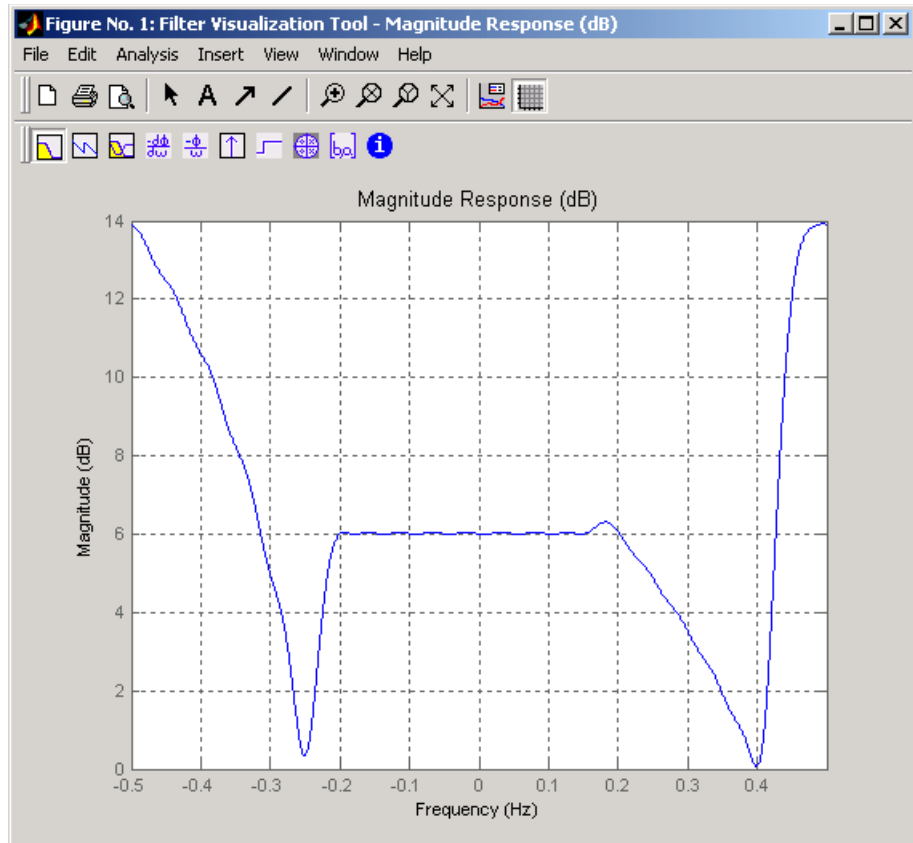 Figure No. 1: Filter Visualization Tool - Magnitude Response (dB)
File Edit Analysis Insert View Window Help
A
[b,a] i
Magnitude Response (dB)
14
12
10
8
6
4
2
0
Magnitude (dB)
-0.5 -0.4 -0.3 -0.2 -0.1 0 0.1 0.2 0.3 0.4
Frequency (Hz)